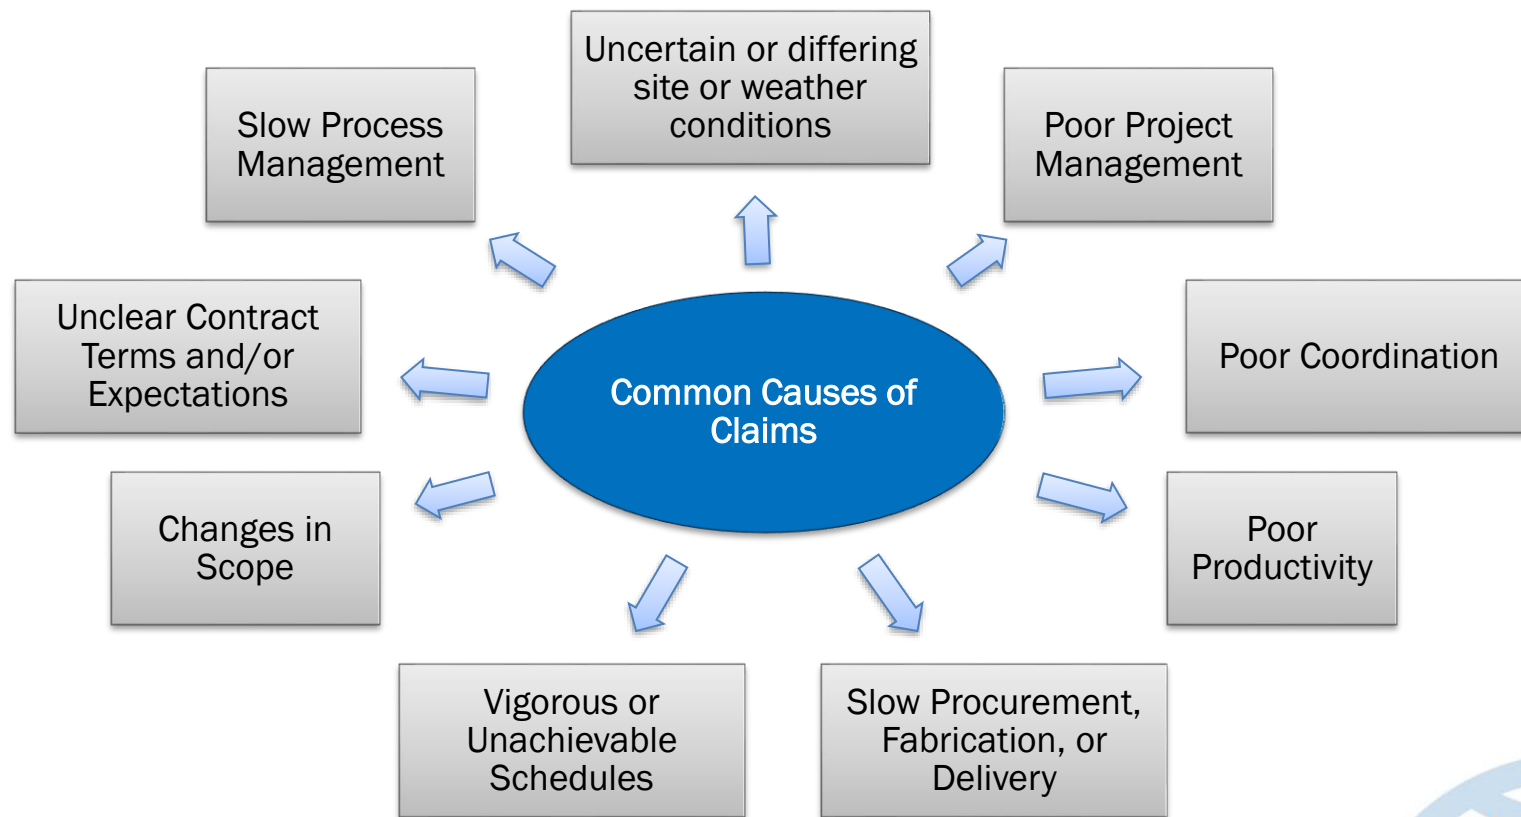 Uncertain or differing
site or weather
conditions
Slow Process
Management
Poor Project
Management
Unclear Contract
Terms and/or
Expectations
Poor Coordination
Common Causes of
Claims
Changes in
Scope
Poor
Productivity
Vigorous or
Unachievable
Schedules
Slow Procurement,
Fabrication, or
Delivery